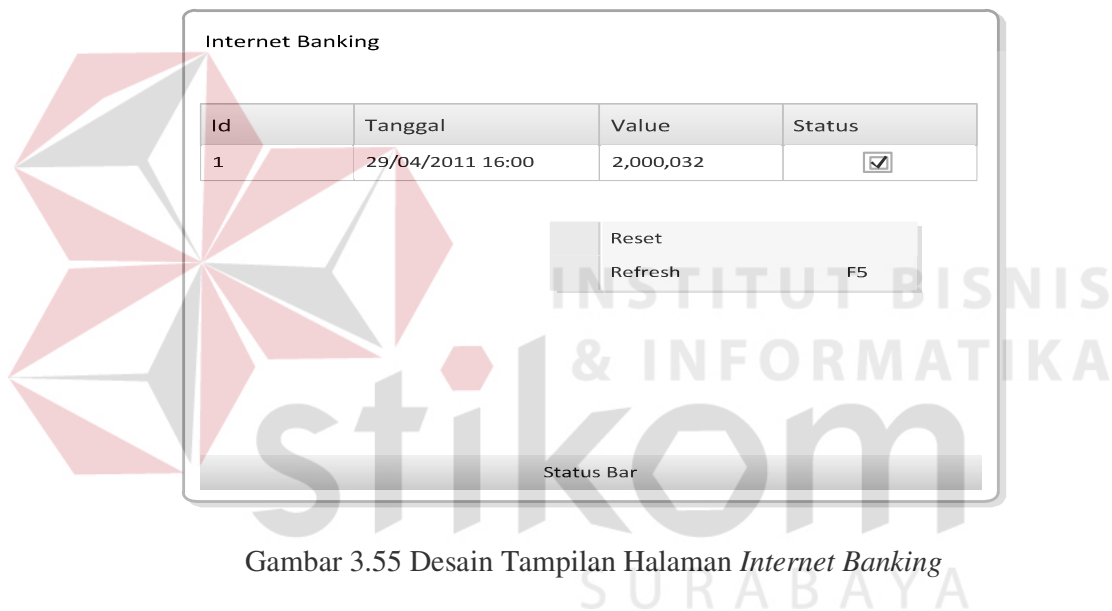 Internet Banking
Id Tanggal Value Status
1 29/04/2011 16:00 2,000,032
Reset
Refresh F5
INSTITUT BISNIS
& INFORMATIKA
stikom
Status Bar
Gambar 3.55 Desain Tampilan Halaman Internet Banking
SURABAYA